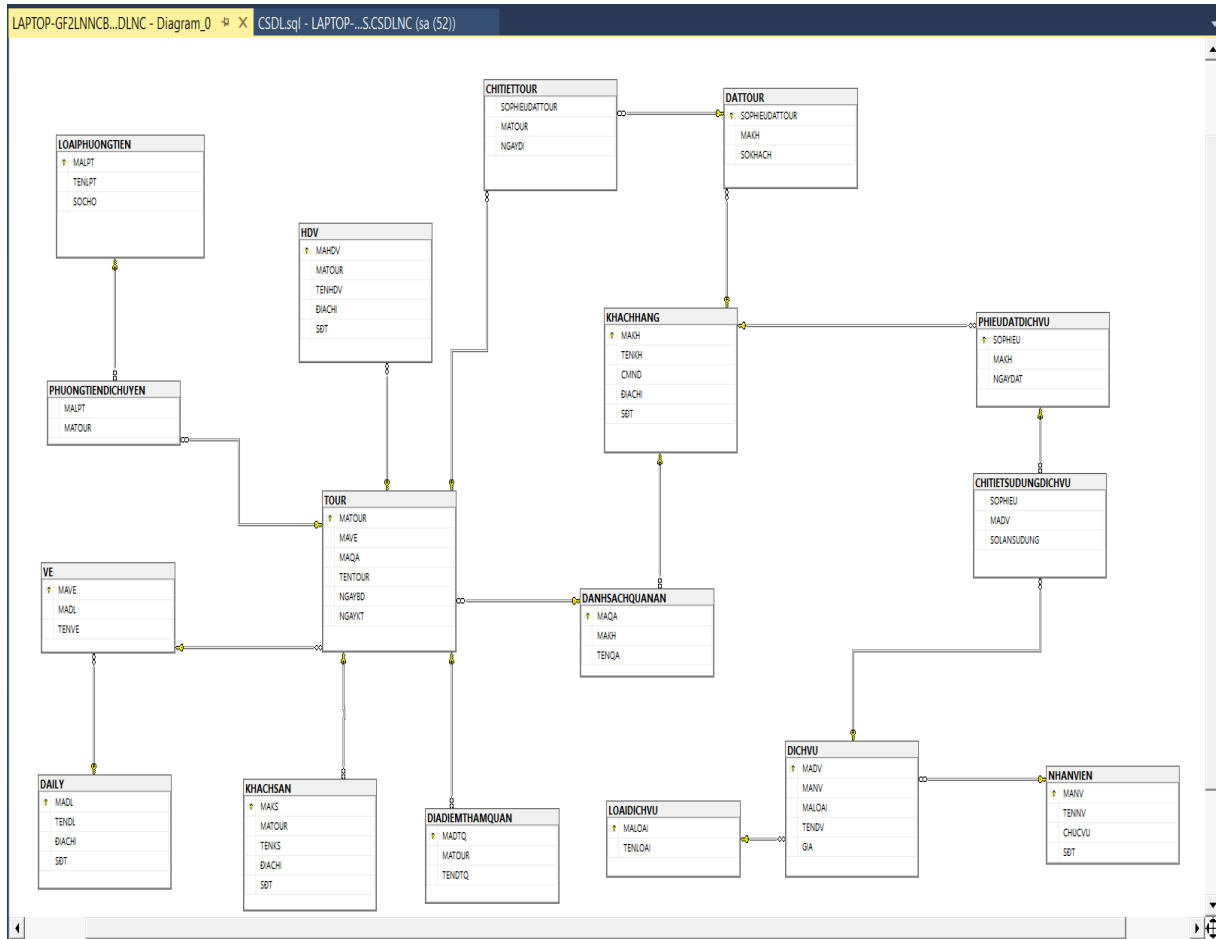 LAPTOP-GF2LNNCB...DLNC - Diagram_0
CSDL.sql - LAPTOP-...S.CSDLNC (sa (52))
CHITIETTOUR
SOPHIEUDATTOUR
MATOUR
NGAYDI
DATTOUR
SOPHIEUDATTOUR
MAKH
SOKHACH
LOAIPHUONGTIEN
MALPT
TENLPT
SOCHO
HDV
MAHDV
MATOUR
TENHDV
ĐIACHI
SĐT
KHACHHANG
MAKH
TENKH
CMND
ĐIACHI
SĐT
PHIEUDATDICHVU
SOPHIEU
MAKH
NGAYDAT
PHUONGTIENDICHUYEN
MALPT
MATOUR
CHITIETSUDUNGDICHVU
SOPHIEU
MADV
SOLANSUDUNG
TOUR
MATOUR
MAVE
MAQA
TENTOUR
NGAYBD
NGAYKT
VE
MAVE
MADL
TENVE
DANHSACHQUANAN
MAQA
MAKH
TENQA
DAILY
MADL
TENDL
ĐIACHI
SĐT
KHACHSAN
MAKS
MATOUR
TENKS
ĐIACHI
SĐT
DIADIEMTHAMQUAN
MADTQ
MATOUR
TENDTQ
LOAIDICHVU
MALOAI
TENLOAI
DICHVU
MADV
MANV
MALOAI
TENDV
GIA
NHANVIEN
MANV
TENNV
CHUCVU
SĐT